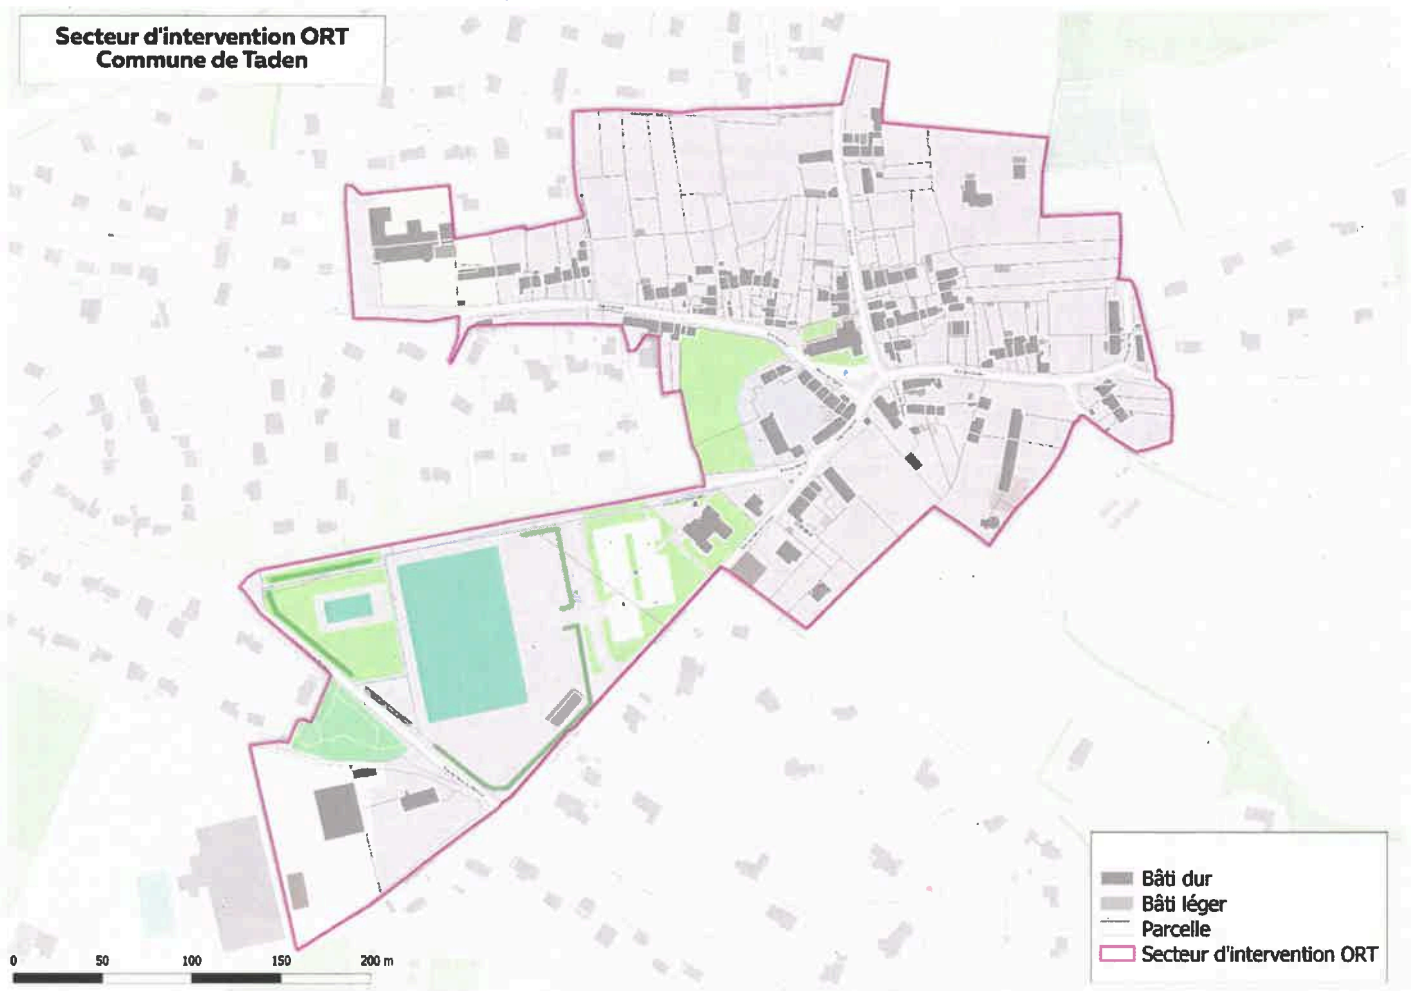 Secteur d'intervention ORT
Commune de Taden
Bâti dur
Bâti léger
Parcelle
Secteur d'intervention ORT
0 50 100 150 200 m